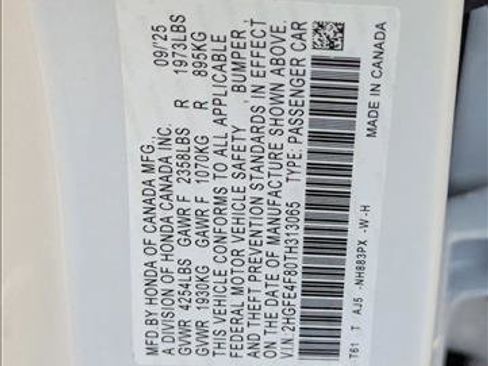 MFD.BY HONDA OF CANADA MFG.,
A DIVISION OF HONDA CANADA INC. 09/'25
GVWR 4254LBS GAWR F 2358LBS R 1973LBS
GVWR 1930KG GAWR F 1070KG R 895KG
THIS VEHICLE CONFORMS TO ALL APPLICABLE
FEDERAL MOTOR VEHICLE SAFETY , BUMPER ,
AND THEFT PREVENTION STANDARDS IN EFFECT
ON THE DATE OF MANUFACTURE SHOWN ABOVE.
V.I.N:2HGFE4F80TH313065 TYPE:PASSENGER CAR
T61 T AJ5 -NH883PX -W-H MADE IN CANADA